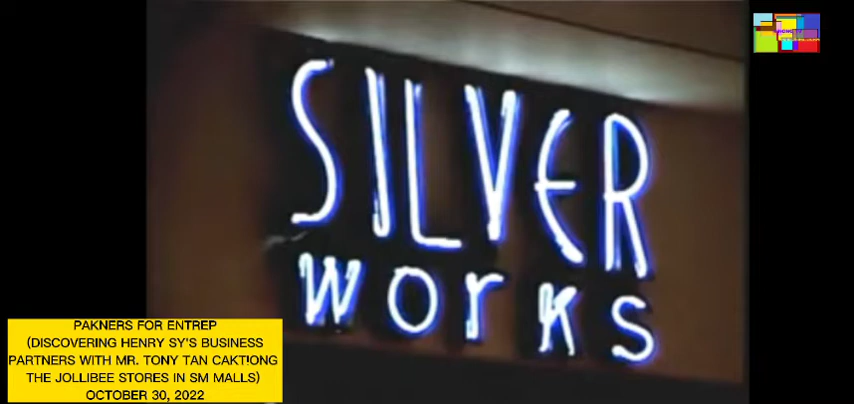 SILVER
WORKS
PAKNERS FOR ENTREP
(DISCOVERING HENRY SY'S BUSINESS
PARTNERS WITH MR. TONY TAN CAKTIONG
THE JOLLIBEE STORES IN SM MALLS)
OCTOBER 30, 2022